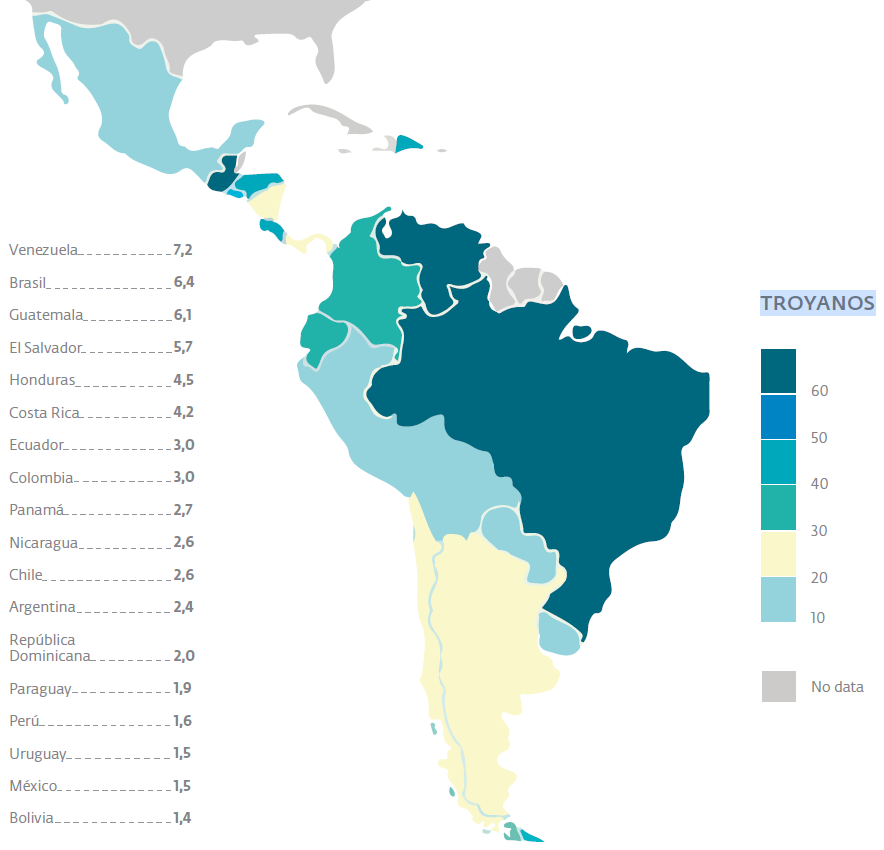 Venezuela 7,2
Brasil 6,4
Guatemala 6,1
El Salvador 5,7
Honduras 4,5
Costa Rica 4,2
Ecuador 3,0
Colombia 3,0
Panamá 2,7
Nicaragua 2,6
Chile 2,6
Argentina 2,4
República
Dominicana 2,0
Paraguay 1,9
Perú 1,6
Uruguay 1,5
México 1,5
Bolivia 1,4
TROYANOS
60
50
40
30
20
10
No data